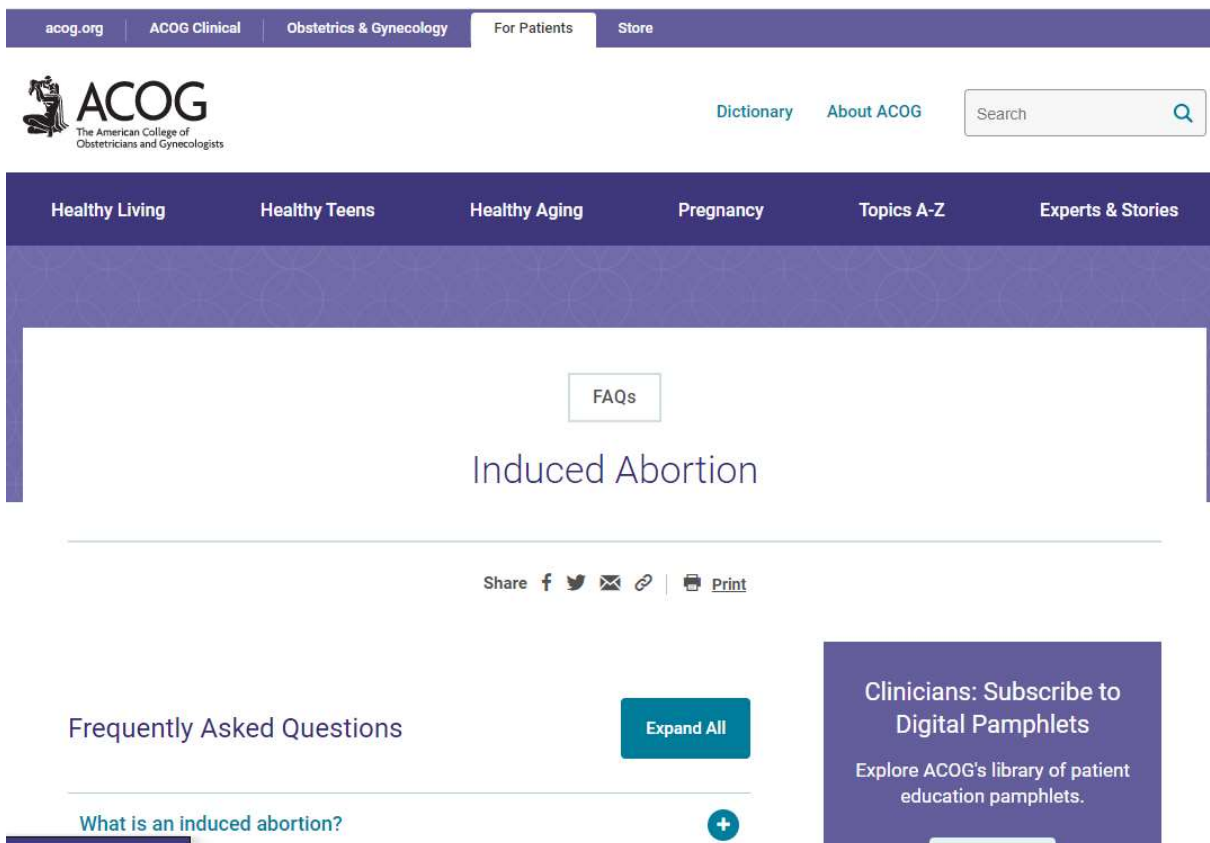 acog.org ACOG Clinical Obstetrics & Gynecology For Patients Store
ACOG
The American College of
Obstetricians and Gynecologists
Dictionary About ACOG Search
Healthy Living Healthy Teens Healthy Aging Pregnancy Topics A-Z Experts & Stories
FAQs
Induced Abortion
Share Print
Frequently Asked Questions
Expand All
What is an induced abortion?
Clinicians: Subscribe to
Digital Pamphlets
Explore ACOG's library of patient
education pamphlets.